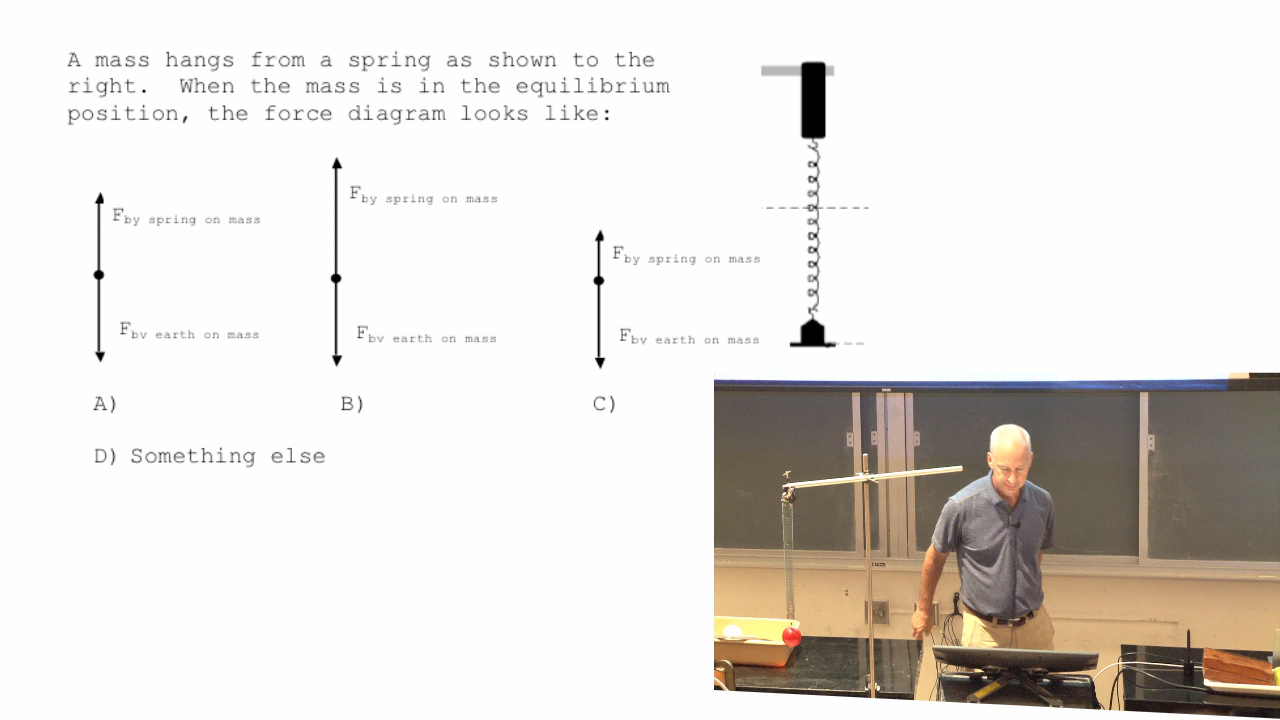 A mass hangs from a spring as shown to the
right.  When the mass is in the equilibrium
position, the force diagram looks like:
Fby spring on mass
Fby spring on mass
Fby spring on mass
Fby earth on mass
Fby earth on mass
Fby earth on mass
A)
B)
C)
D) Something else